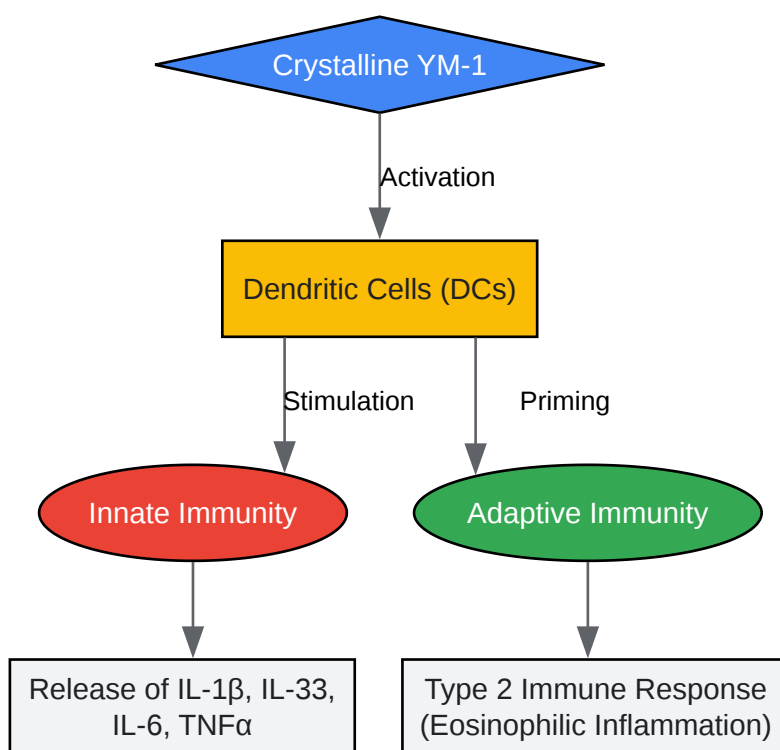 Crystalline YM-1
Activation
Dendritic Cells (DCs)
Stimulation
Priming
Innate Immunity
Adaptive Immunity
Release of IL-1β, IL-33,
IL-6, TNFα
Type 2 Immune Response
(Eosinophilic Inflammation)